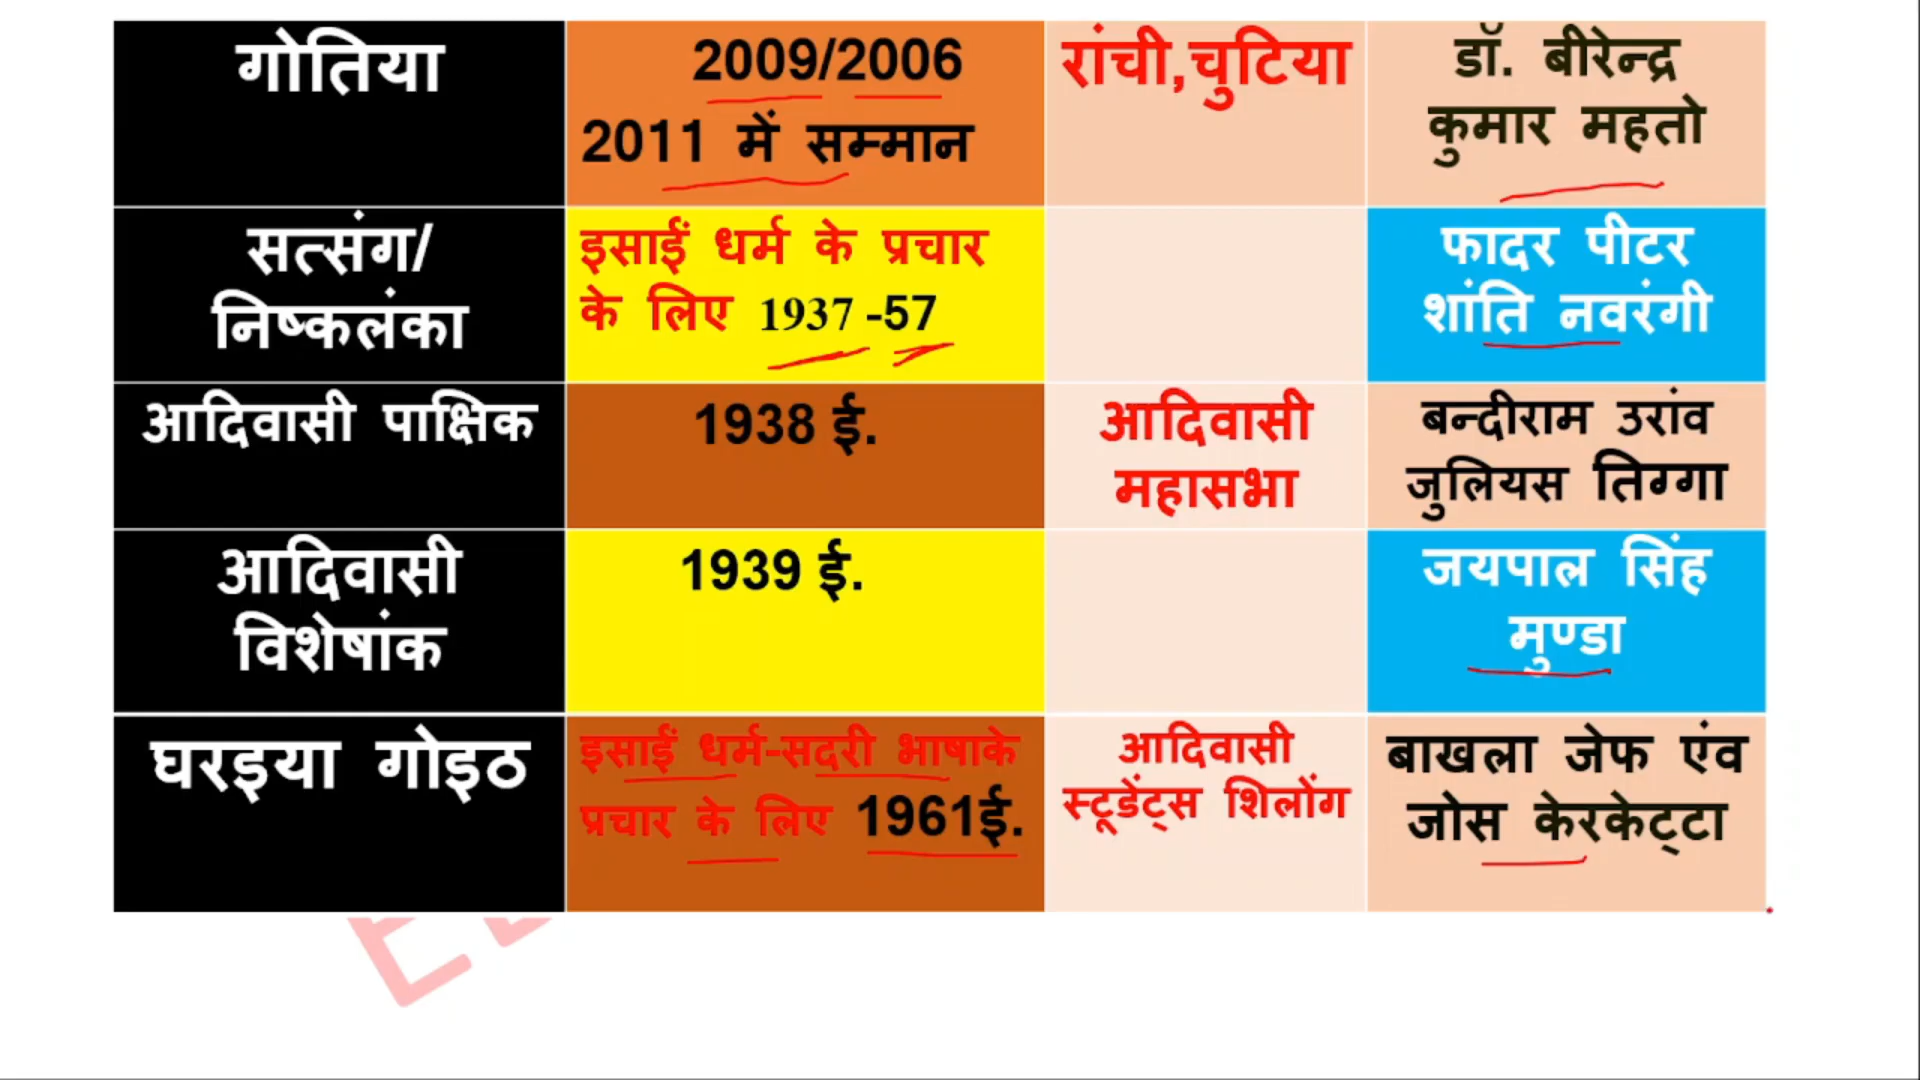 गोतिया
2009/2006
2011 में सम्मान
रांची,चुटिया
डॉ. बीरेन्द्र
कुमार महतो
सत्संग/
निष्कलंका
इसाईं धर्म के प्रचार
के लिए 1937 -57
फादर पीटर
शांति नवरंगी
आदिवासी पाक्षिक
1938 ई.
आदिवासी
महासभा
बन्दीराम उरांव
जुलियस तिग्गा
आदिवासी
विशेषांक
1939 ई.
जयपाल सिंह
मुण्डा
घरइया गोइठ
इसाईं धर्म-सदरी भाषाके
प्रचार के लिए 1961ई.
आदिवासी
स्टूडेंट्स शिलोंग
बाखला जेफ एंव
जोस केरकेट्टा